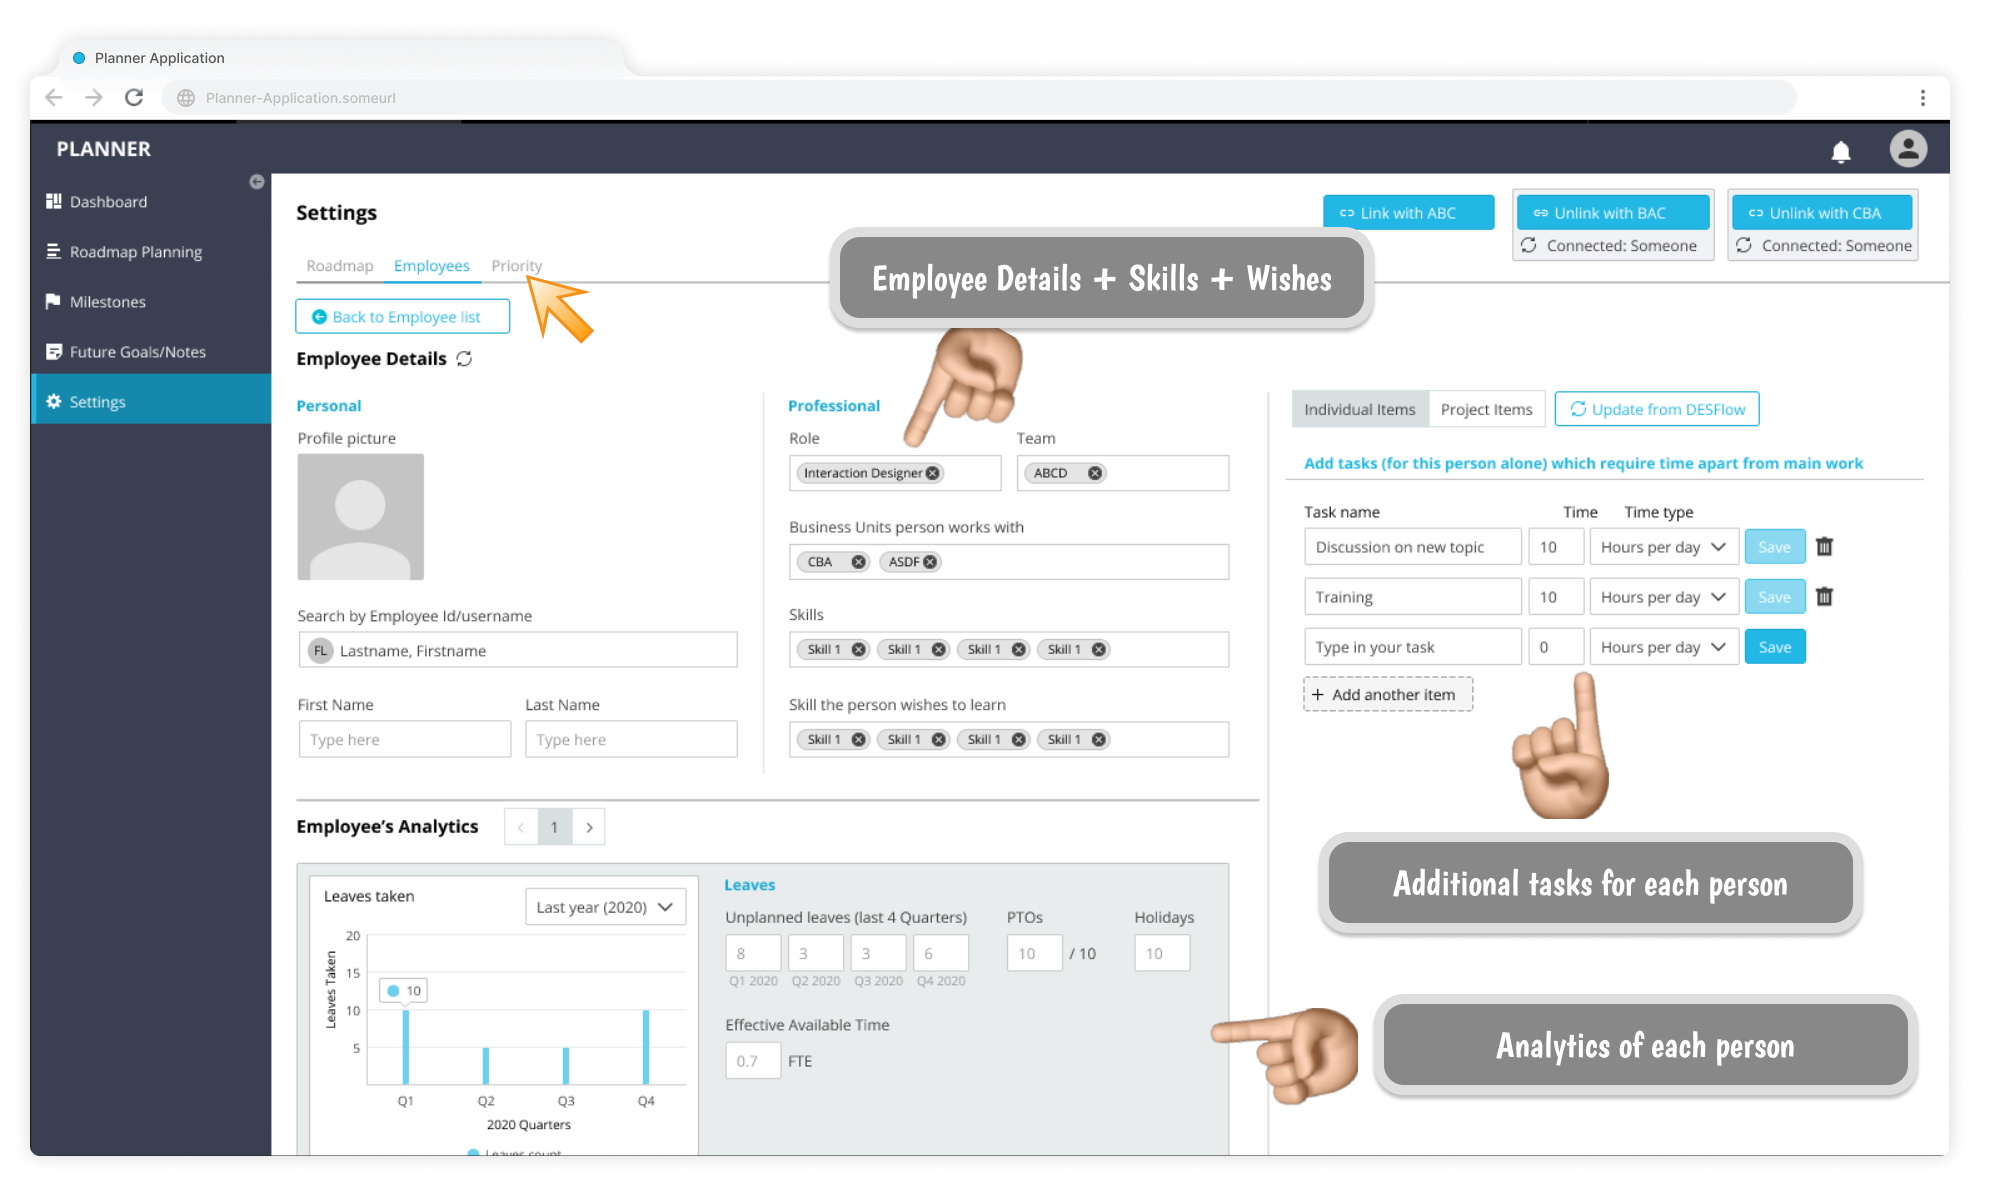 Planner Application
Planner-Application.someurl
PLANNER
Dashboard
Roadmap Planning
Milestones
Future Goals/Notes
Settings
Settings
Link with ABC
Unlink with BAC
Connected: Someone
Unlink with CBA
Connected: Someone
Roadmap Employees Priority
Employee Details + Skills + Wishes
Back to Employee list
Employee Details
Personal
Profile picture
Search by Employee Id/username
FL Lastname, Firstname
First Name Last Name
Type here Type here
Professional
Role Team
Interaction Designer ABCD
Business Units person works with
CBA ASDF
Skills
Skill 1 Skill 1 Skill 1 Skill 1
Skill the person wishes to learn
Skill 1 Skill 1 Skill 1 Skill 1
Individual Items Project Items Update from DESFlow
Add tasks (for this person alone) which require time apart from main work
Task name Time Time type
Discussion on new topic 10 Hours per day Save
Training 10 Hours per day Save
Type in your task 0 Hours per day Save
+ Add another item
Additional tasks for each person
Employee's Analytics < 1 >
Leaves taken
Last year (2020)
20
15
10
5
Leaves Taken
10
Q1 Q2 Q3 Q4
2020 Quarters
Leaves count
Leaves
Unplanned leaves (last 4 Quarters) PTOs Holidays
8 3 3 6 10 / 10 10
Q1 2020 Q2 2020 Q3 2020 Q4 2020
Effective Available Time
0.7 FTE
Analytics of each person